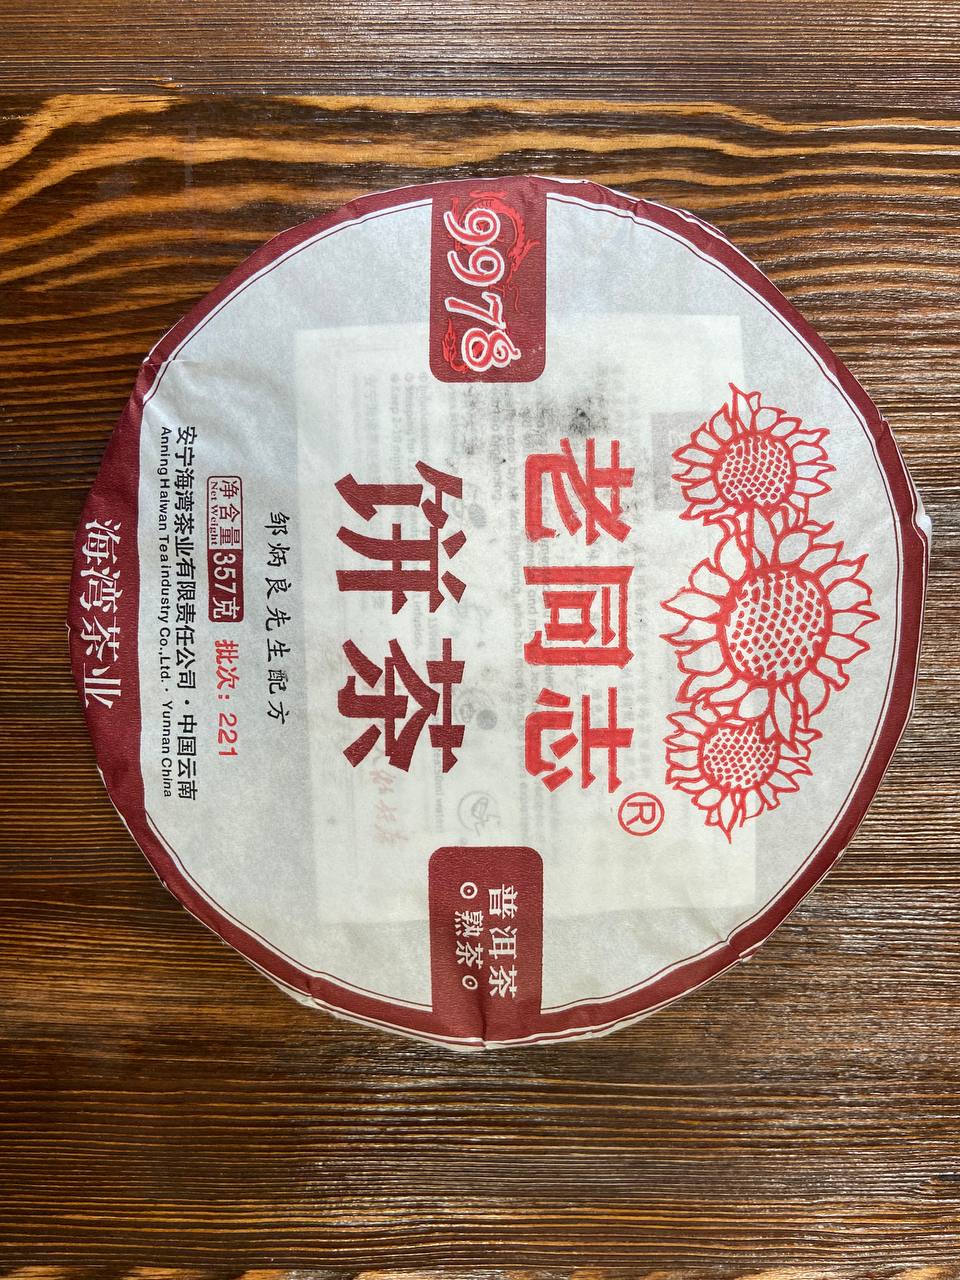 老同志®
9978
饼茶
普洱茶
熟茶
邹炳良先生配方
净含量 357克 批次：221
Net Weight
安宁海湾茶业有限责任公司·中国云南
Anning Haiwan Tea industry Co.,Ltd. · Yunnan China
海湾茶业